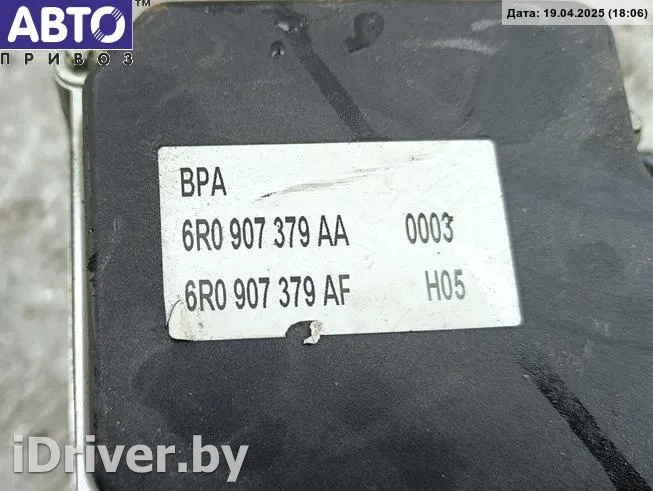 АВТО™
ПРИВОЗ
Дата: 19.04.2025 (18:06)
BPA
6R0 907 379 AA 0003
6R0 907 379 AF H05
iDriver.by